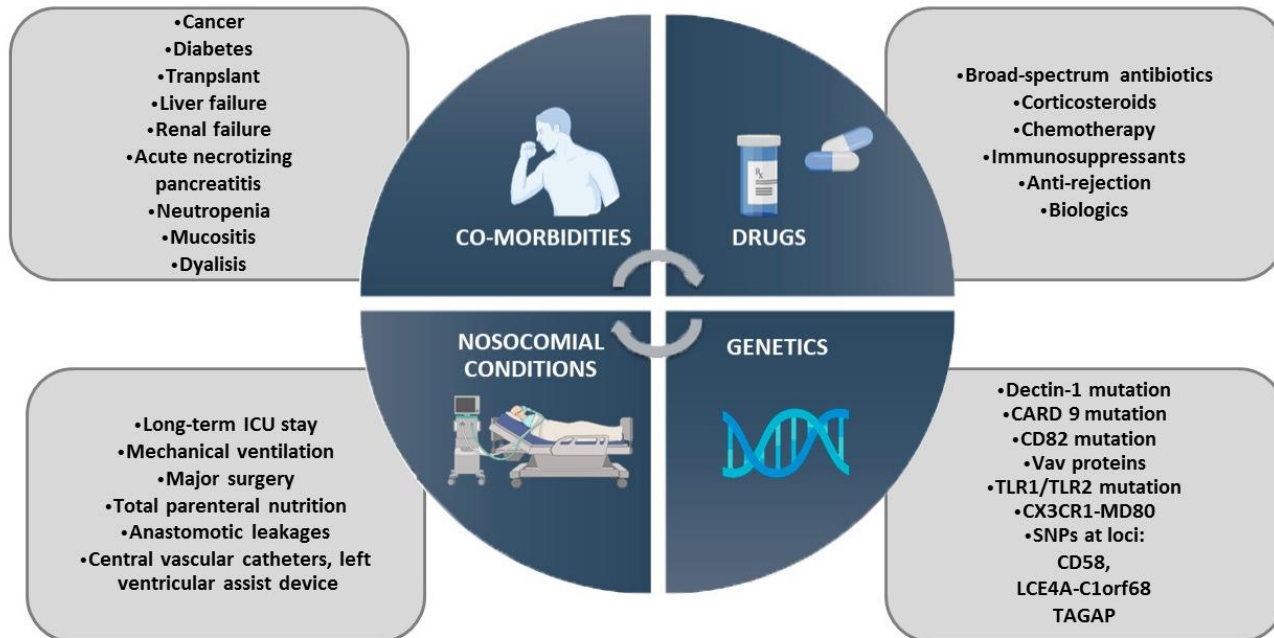 •Cancer
•Diabetes
•Tranpslant
•Liver failure
•Renal failure
•Acute necrotizing
pancreatitis
•Neutropenia
•Mucositis
•Dyalisis
CO-MORBIDITIES
DRUGS
Rx
•Broad-spectrum antibiotics
•Corticosteroids
•Chemotherapy
•Immunosuppressants
•Anti-rejection
•Biologics
NOSOCOMIAL
CONDITIONS
GENETICS
•Long-term ICU stay
•Mechanical ventilation
•Major surgery
•Total parenteral nutrition
•Anastomotic leakages
•Central vascular catheters, left
ventricular assist device
•Dectin-1 mutation
•CARD 9 mutation
•CD82 mutation
•Vav proteins
•TLR1/TLR2 mutation
•CX3CR1-MD80
•SNPs at loci:
CD58,
LCE4A-C1orf68
TAGAP